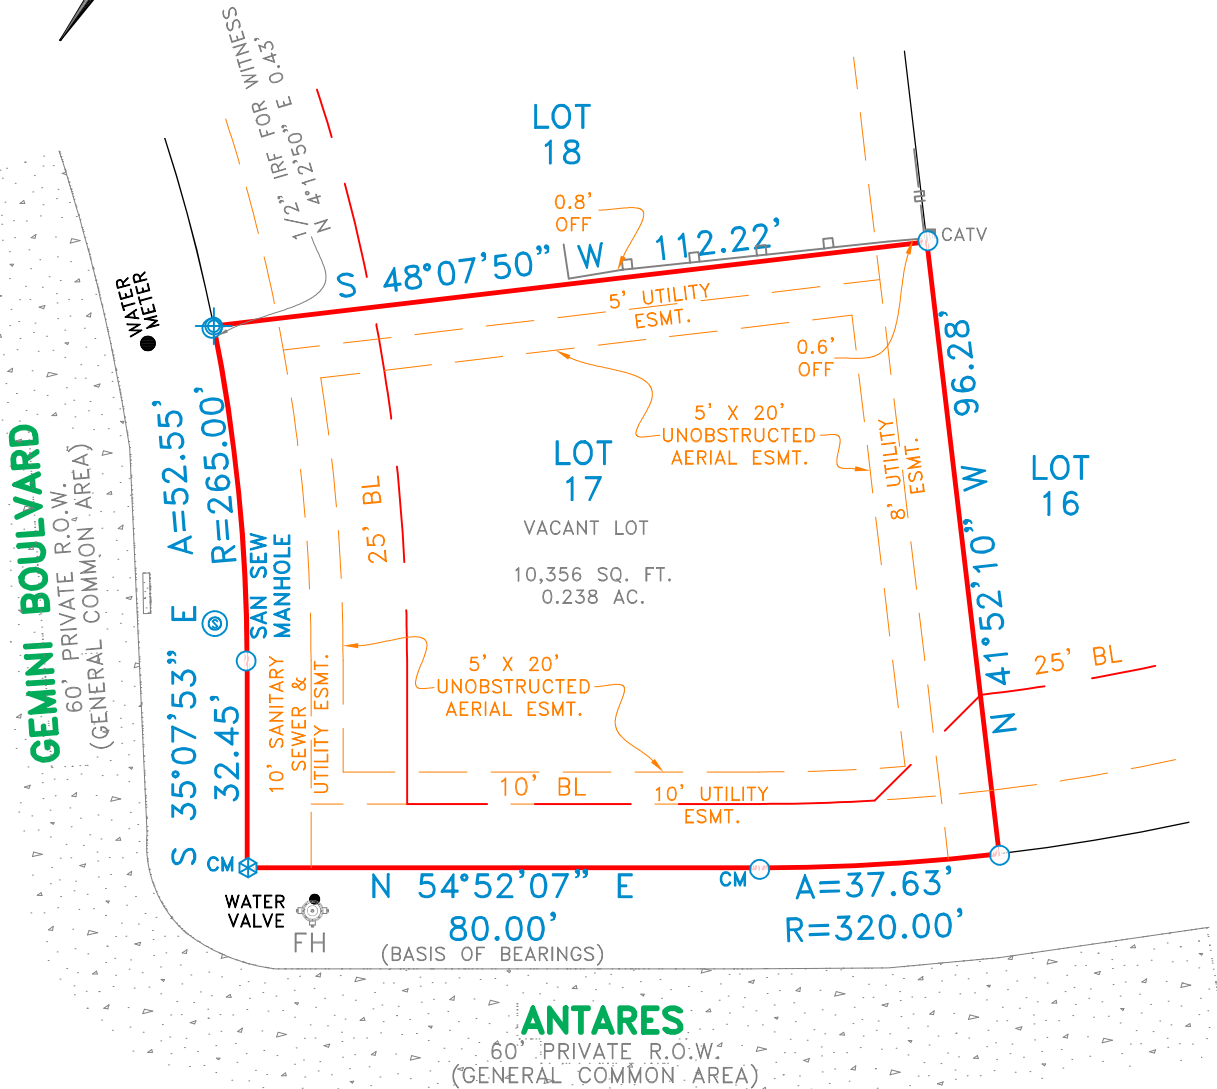 1/2" IRF FOR WITNESS
N 4°12'50" E 0.43'
LOT
18
0.8'
OFF
S 48°07'50" W 112.22'
CATV
WATER
METER
5' UTILITY
ESMT.
0.6'
OFF
96.28'
N 41°52'10" W
5' X 20'
UNOBSTRUCTED
AERIAL ESMT.
8' UTILITY
ESMT.
LOT
17
VACANT LOT
10,356 SQ. FT.
0.238 AC.
LOT
16
25' BL
A=52.55'
R=265.00'
GEMINI BOULVARD
60' PRIVATE R.O.W.
(GENERAL COMMON AREA)
SAN SEW
MANHOLE
S
S 35°07'53" E
32.45'
10' SANITARY
SEWER &
UTILITY ESMT.
5' X 20'
UNOBSTRUCTED
AERIAL ESMT.
25' BL
10' BL
10' UTILITY
ESMT.
CM
WATER
VALVE
FH
N 54°52'07" E
80.00'
(BASIS OF BEARINGS)
CM
A=37.63'
R=320.00'
ANTARES
60' PRIVATE R.O.W.
(GENERAL COMMON AREA)